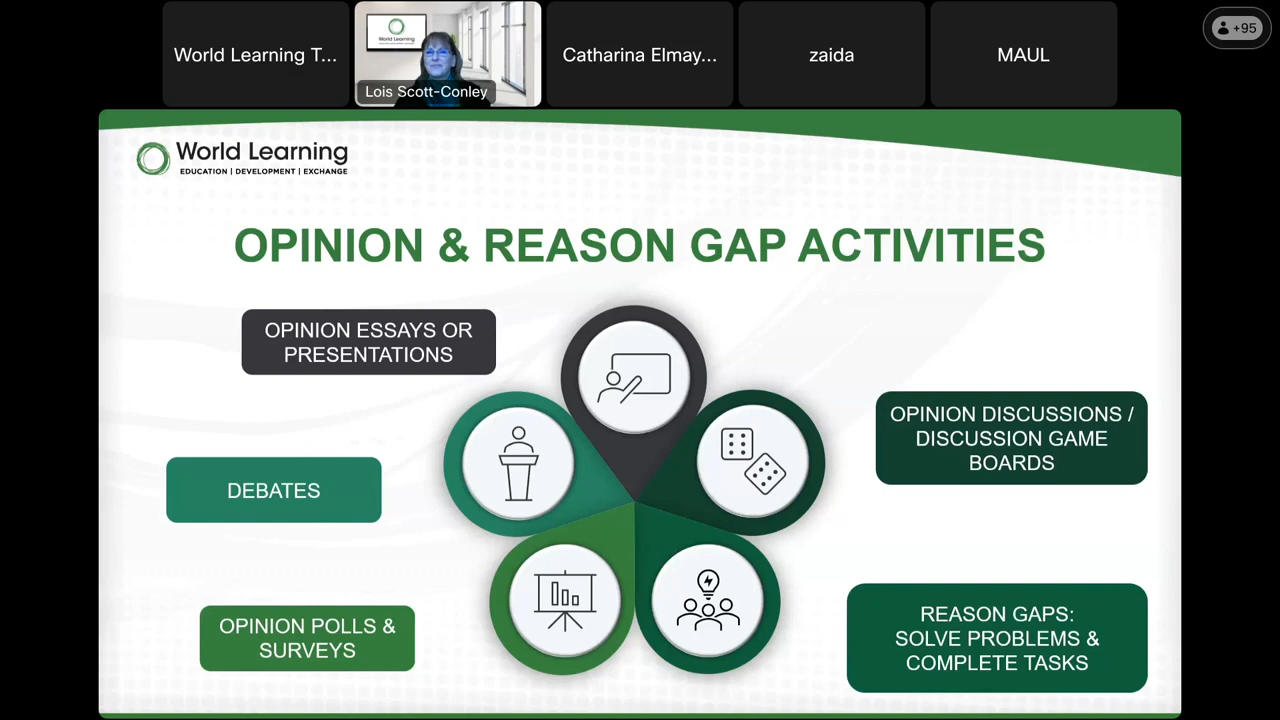 World Learning T...
World Learning
Lois Scott-Conley
Catharina Elmay...
zaida
MAUL
+95
World Learning
EDUCATION | DEVELOPMENT | EXCHANGE
OPINION & REASON GAP ACTIVITIES
OPINION ESSAYS OR
PRESENTATIONS
OPINION DISCUSSIONS /
DISCUSSION GAME
BOARDS
DEBATES
OPINION POLLS &
SURVEYS
REASON GAPS:
SOLVE PROBLEMS &
COMPLETE TASKS